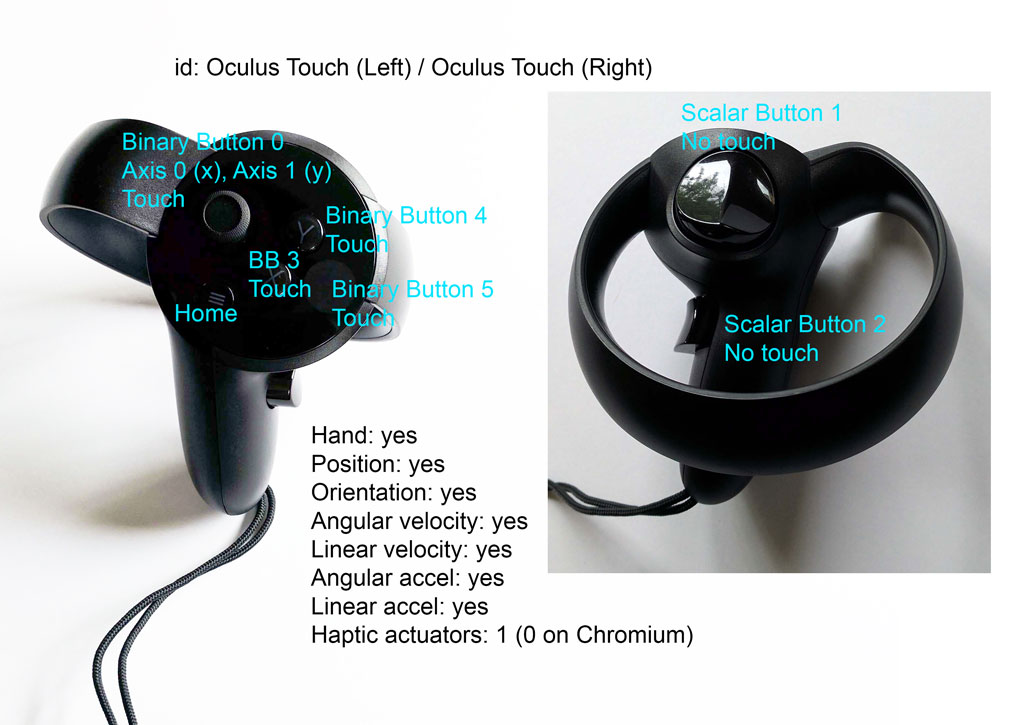 id: Oculus Touch (Left) / Oculus Touch (Right)
Binary Button 0
Axis 0 (x), Axis 1 (y)
Touch
Binary Button 4
Touch
Y
BB 3
Touch
X
Binary Button 5
Touch
Home
Scalar Button 1
No touch
Scalar Button 2
No touch
Hand: yes
Position: yes
Orientation: yes
Angular velocity: yes
Linear velocity: yes
Angular accel: yes
Linear accel: yes
Haptic actuators: 1 (0 on Chromium)